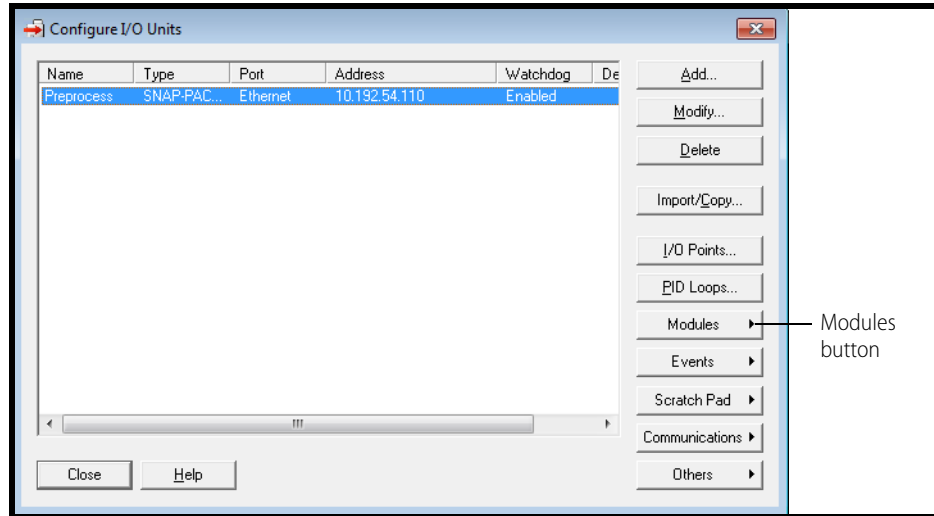 Configure I/O Units
Name Type Port Address Watchdog De
Preprocess SNAP-PAC... Ethernet 10.192.54.110 Enabled
Add...
Modify...
Delete
Import/Copy...
I/O Points...
PID Loops...
Modules
Events
Scratch Pad
Communications
Others
Close Help
Modules
button